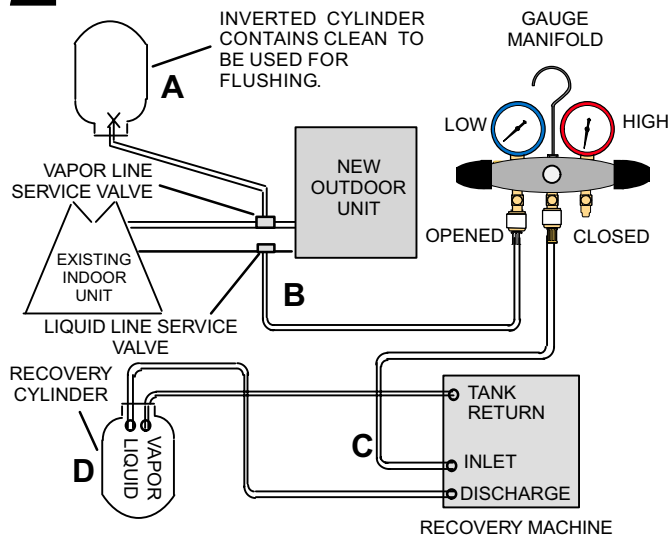 INVERTED CYLINDER
CONTAINS CLEAN TO
BE USED FOR
FLUSHING.
A
GAUGE
MANIFOLD
LOW
HIGH
VAPOR LINE
SERVICE VALVE
NEW
OUTDOOR
UNIT
OPENED
CLOSED
EXISTING
INDOOR
UNIT
B
LIQUID LINE SERVICE
VALVE
RECOVERY
CYLINDER
TANK
RETURN
C
D
LIQUID
VAPOR
INLET
DISCHARGE
RECOVERY MACHINE